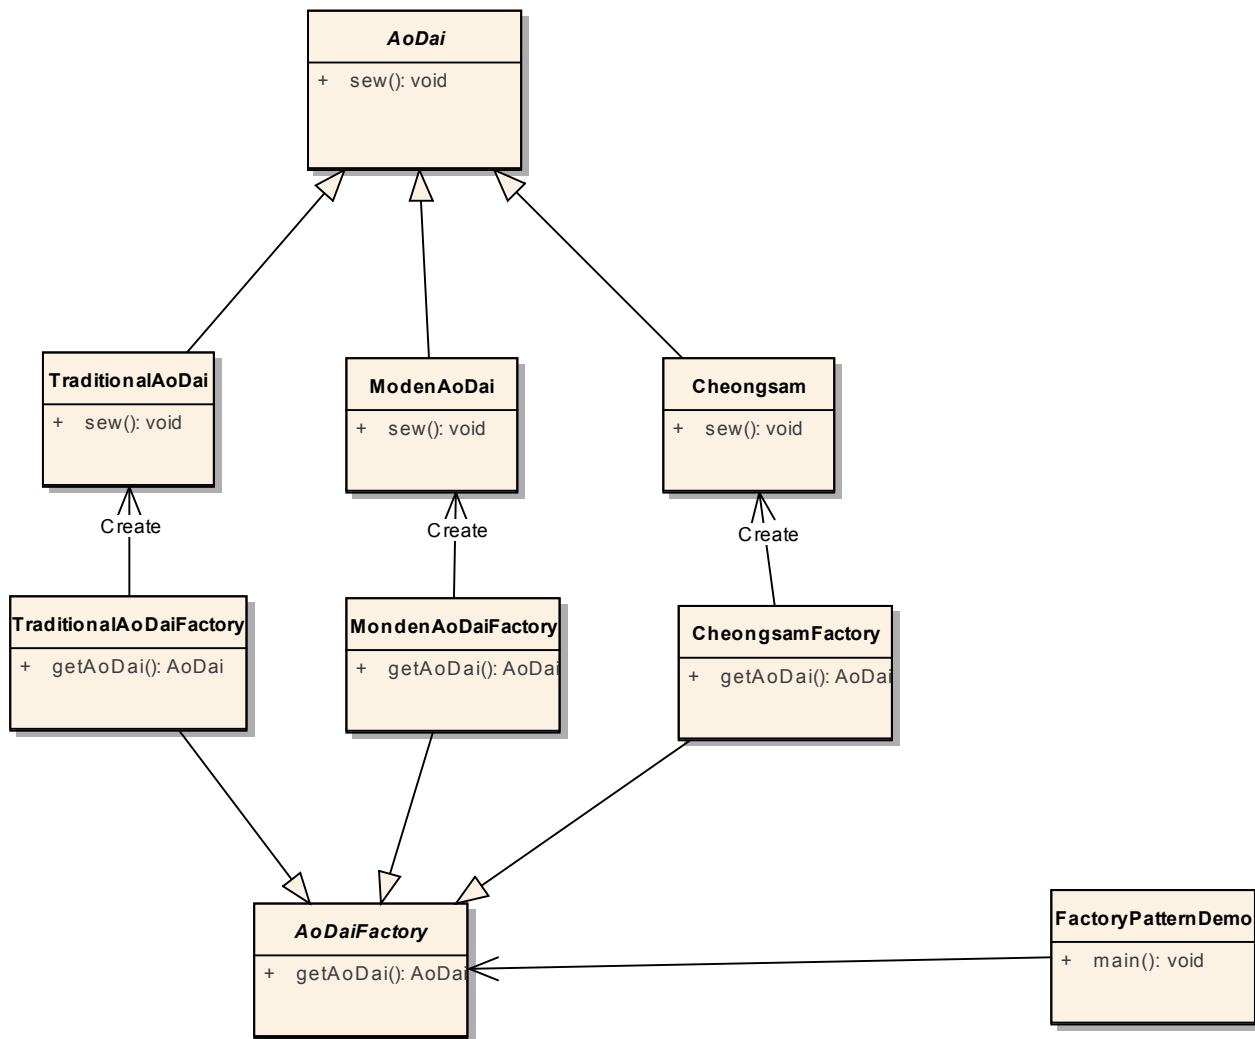 AoDai
+ sew(): void
TraditionalAoDai
+ sew(): void
ModenAoDai
+ sew(): void
Cheongsam
+ sew(): void
Create
Create
Create
TraditionalAoDaiFactory
+ getAoDai(): AoDai
MondenAoDaiFactory
+ getAoDai(): AoDai
CheongsamFactory
+ getAoDai(): AoDai
AoDaiFactory
+ getAoDai(): AoDai
FactoryPatternDemo
+ main(): void